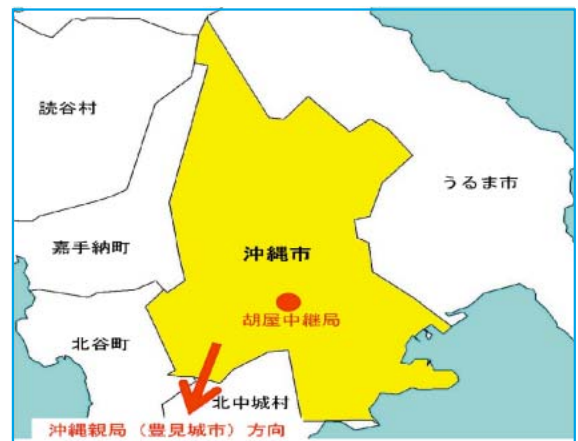 読谷村
うるま市
嘉手納町
沖縄市
胡屋中継局
北谷町
北中城村
沖縄親局（豊見城市）方向